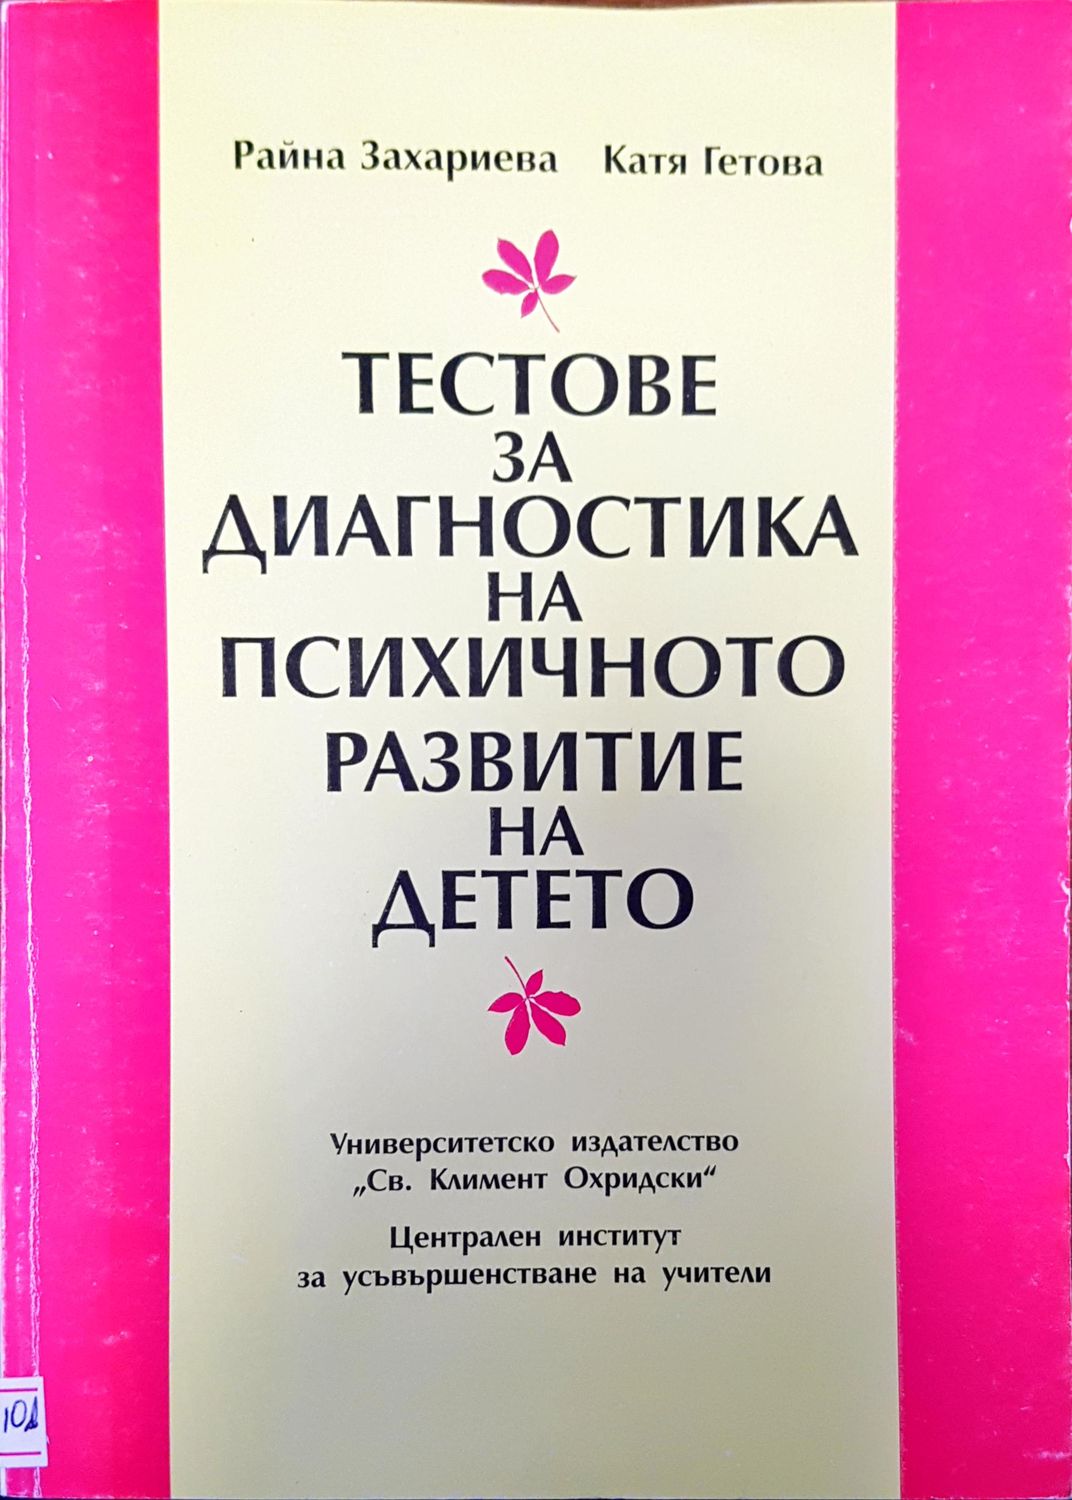 Райна Захариева Катя Гетова
ТЕСТОВЕ
ЗА
ДИАГНОСТИКА
НА
ПСИХИЧНОТО
РАЗВИТИЕ
НА
ДЕТЕТО
Университетско издателство
„Св. Климент Охридски“
Централен институт
за усъвършенстване на учители